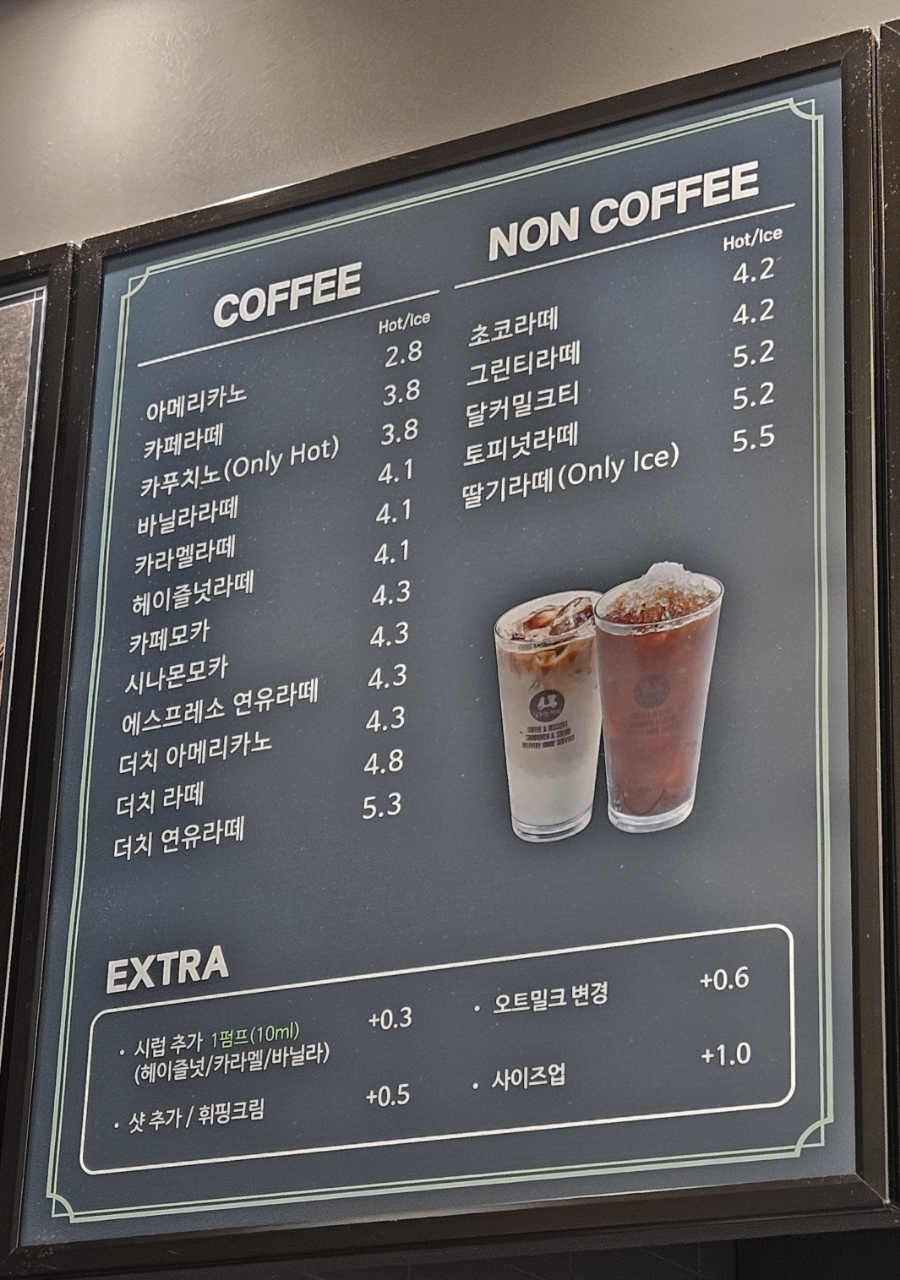 COFFEE
Hot/Ice
아메리카노 2.8
카페라떼 3.8
카푸치노(Only Hot) 3.8
바닐라라떼 4.1
카라멜라떼 4.1
헤이즐넛라떼 4.1
카페모카 4.3
시나몬모카 4.3
에스프레소 연유라떼 4.3
더치 아메리카노 4.3
더치 라떼 4.8
더치 연유라떼 5.3
NON COFFEE
Hot/Ice
초코라떼 4.2
그린티라떼 4.2
달커밀크티 5.2
토피넛라떼 5.2
딸기라떼(Only Ice) 5.5
COFFEE & DESSERT
SANDWICH & SALAD
DELIVERY SERVICE
EXTRA
· 시럽 추가 1펌프(10ml) +0.3
(헤이즐넛/카라멜/바닐라)
· 샷 추가 / 휘핑크림 +0.5
· 오트밀크 변경 +0.6
· 사이즈업 +1.0